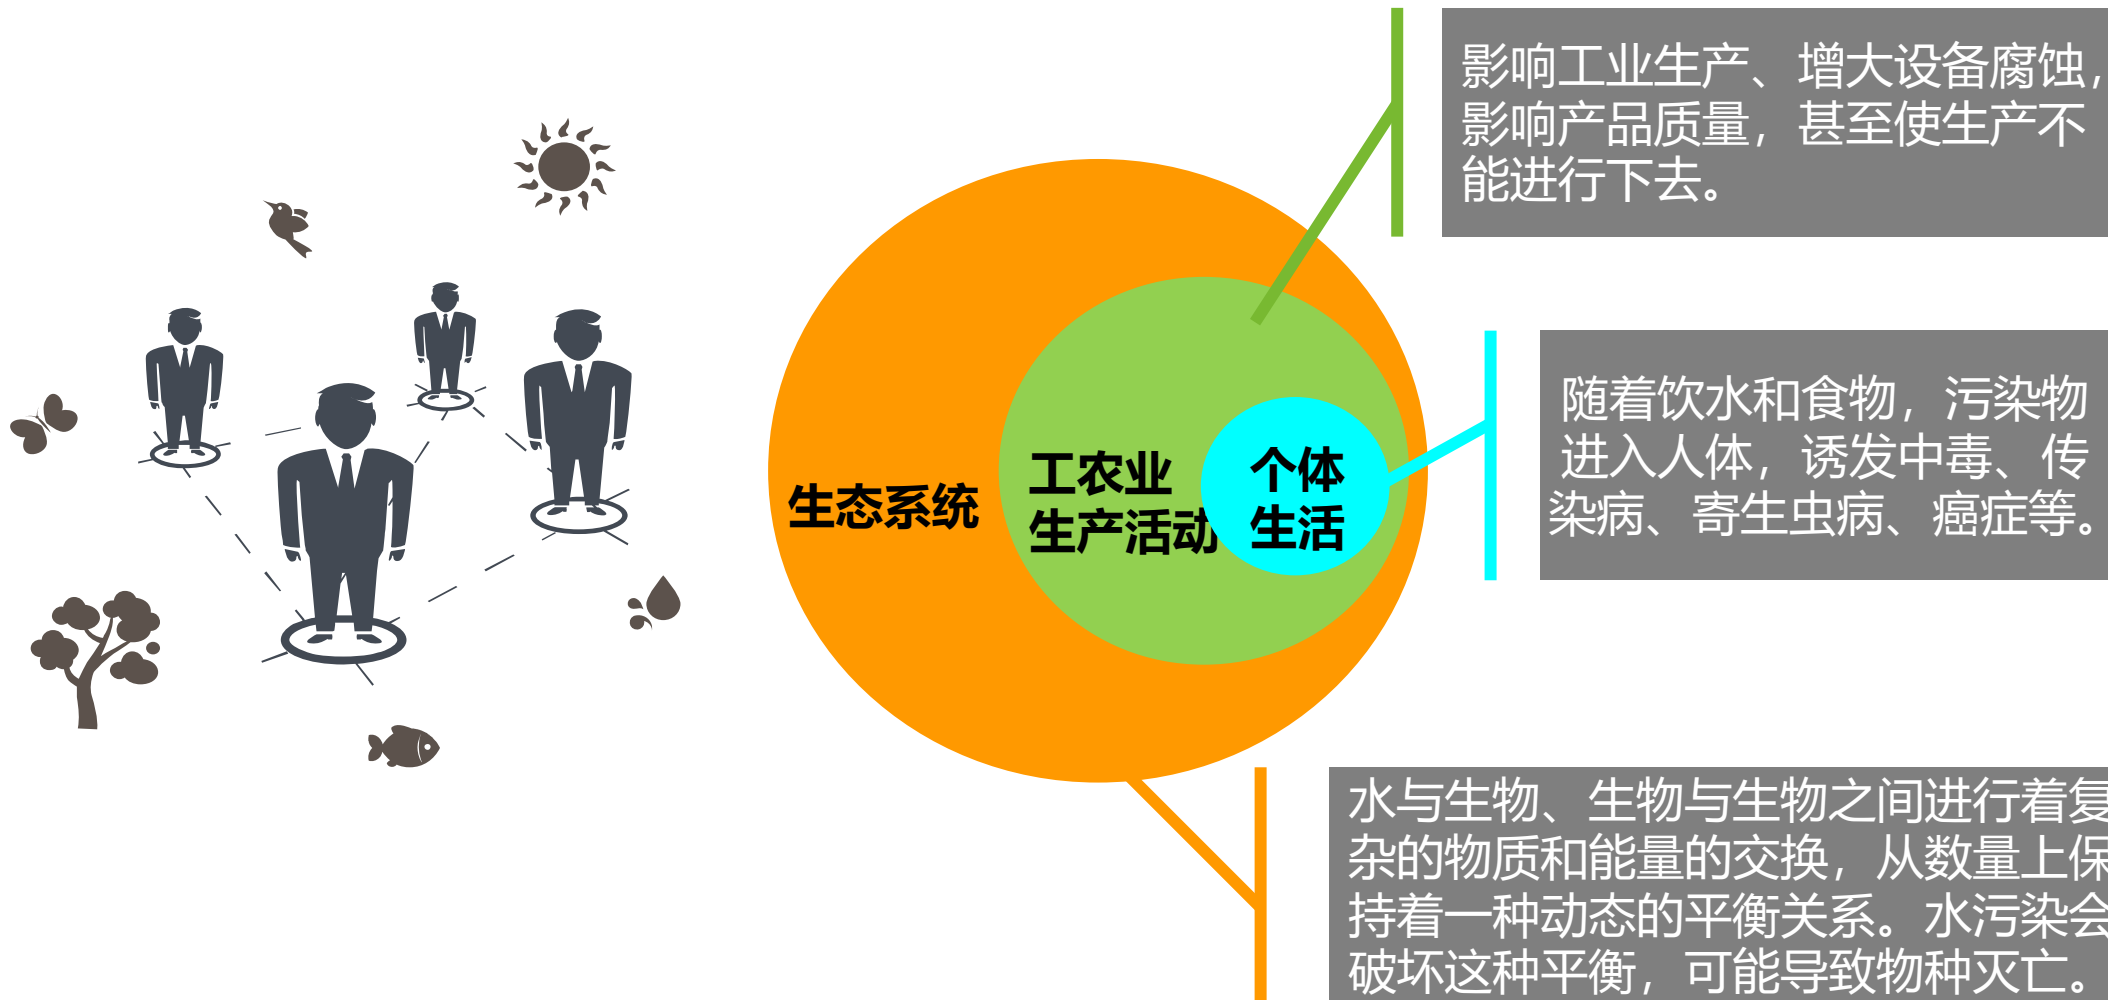 影响工业生产、增大设备腐蚀，
影响产品质量，甚至使生产不
能进行下去。
生态系统
工农业
生产活动
个体
生活
随着饮水和食物，污染物
进入人体，诱发中毒、传
染病、寄生虫病、癌症等。
水与生物、生物与生物之间进行着复
杂的物质和能量的交换，从数量上保
持着一种动态的平衡关系。水污染会
破坏这种平衡，可能导致物种灭亡。